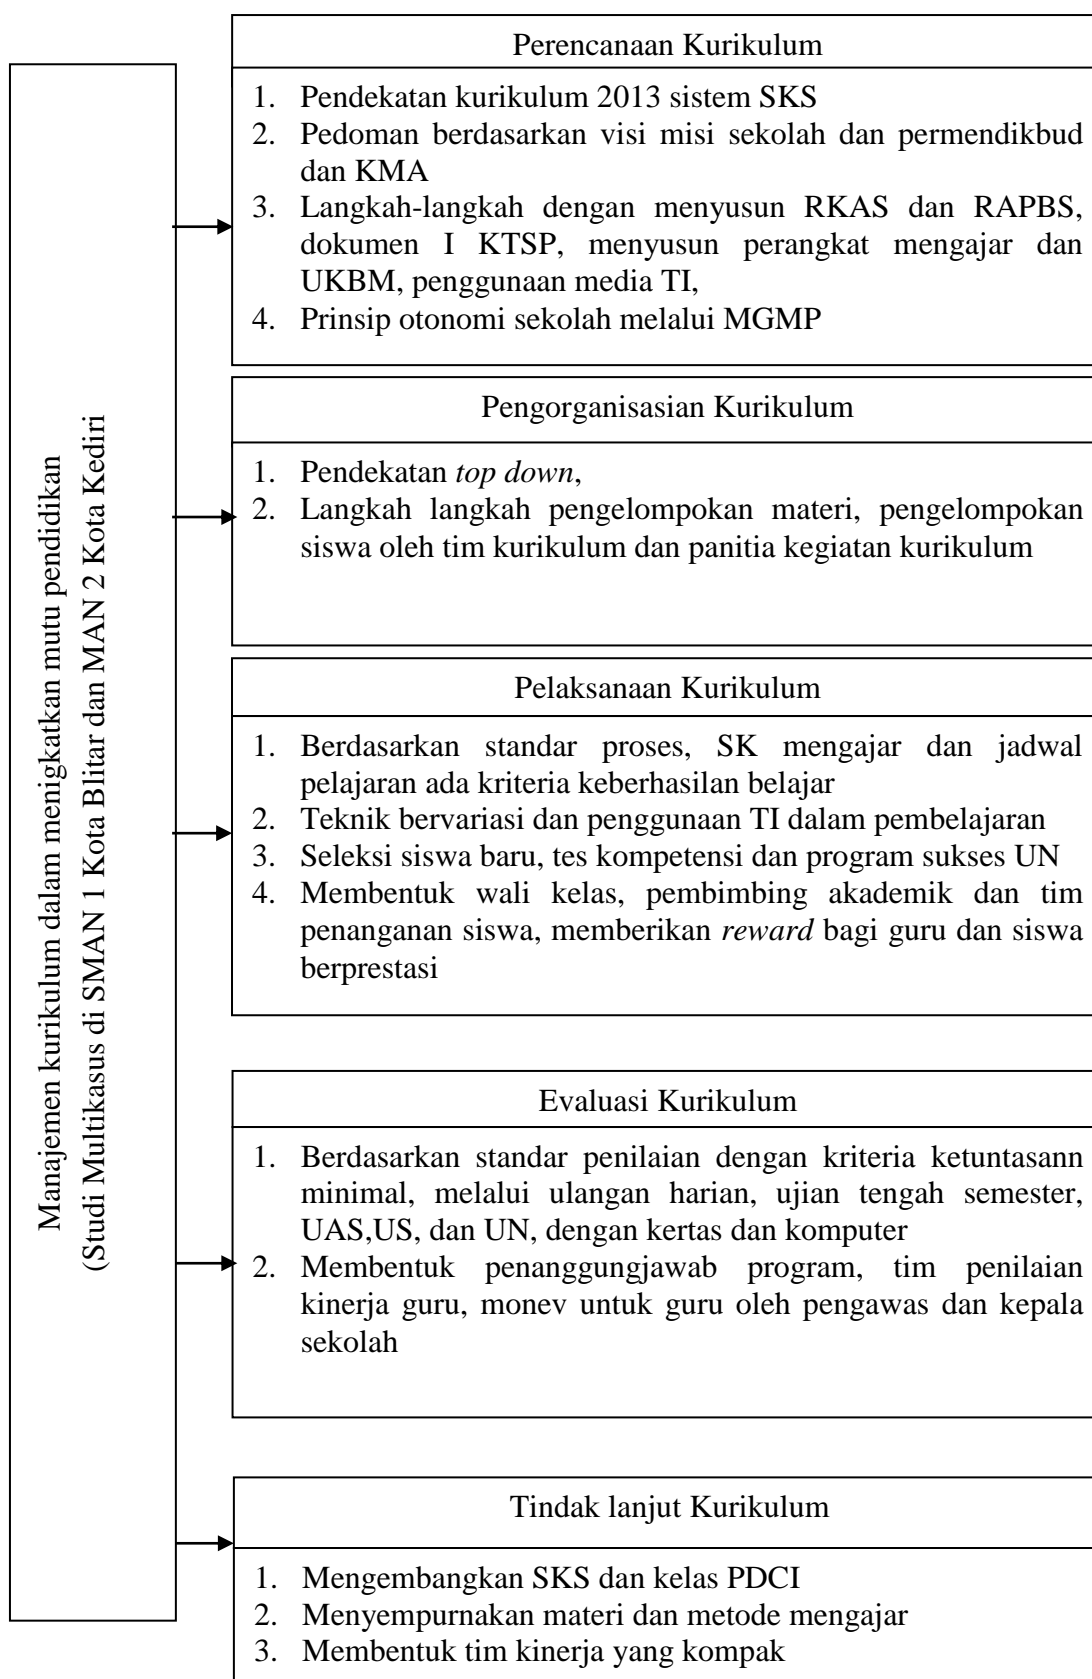 Manajemen kurikulum dalam menigkatkan mutu pendidikan
(Studi Multikasus di SMAN 1 Kota Blitar dan MAN 2 Kota Kediri
Perencanaan Kurikulum
1. Pendekatan kurikulum 2013 sistem SKS
2. Pedoman berdasarkan visi misi sekolah dan permendikbud
dan KMA
3. Langkah-langkah dengan menyusun RKAS dan RAPBS,
dokumen I KTSP, menyusun perangkat mengajar dan
UKBM, penggunaan media TI,
4. Prinsip otonomi sekolah melalui MGMP
Pengorganisasian Kurikulum
1. Pendekatan top down,
2. Langkah langkah pengelompokan materi, pengelompokan
siswa oleh tim kurikulum dan panitia kegiatan kurikulum
Pelaksanaan Kurikulum
1. Berdasarkan standar proses, SK mengajar dan jadwal
pelajaran ada kriteria keberhasilan belajar
2. Teknik bervariasi dan penggunaan TI dalam pembelajaran
3. Seleksi siswa baru, tes kompetensi dan program sukses UN
4. Membentuk wali kelas, pembimbing akademik dan tim
penanganan siswa, memberikan reward bagi guru dan siswa
berprestasi
Evaluasi Kurikulum
1. Berdasarkan standar penilaian dengan kriteria ketuntasann
minimal, melalui ulangan harian, ujian tengah semester,
UAS,US, dan UN, dengan kertas dan komputer
2. Membentuk penanggungjawab program, tim penilaian
kinerja guru, monev untuk guru oleh pengawas dan kepala
sekolah
Tindak lanjut Kurikulum
1. Mengembangkan SKS dan kelas PDCI
2. Menyempurnakan materi dan metode mengajar
3. Membentuk tim kinerja yang kompak